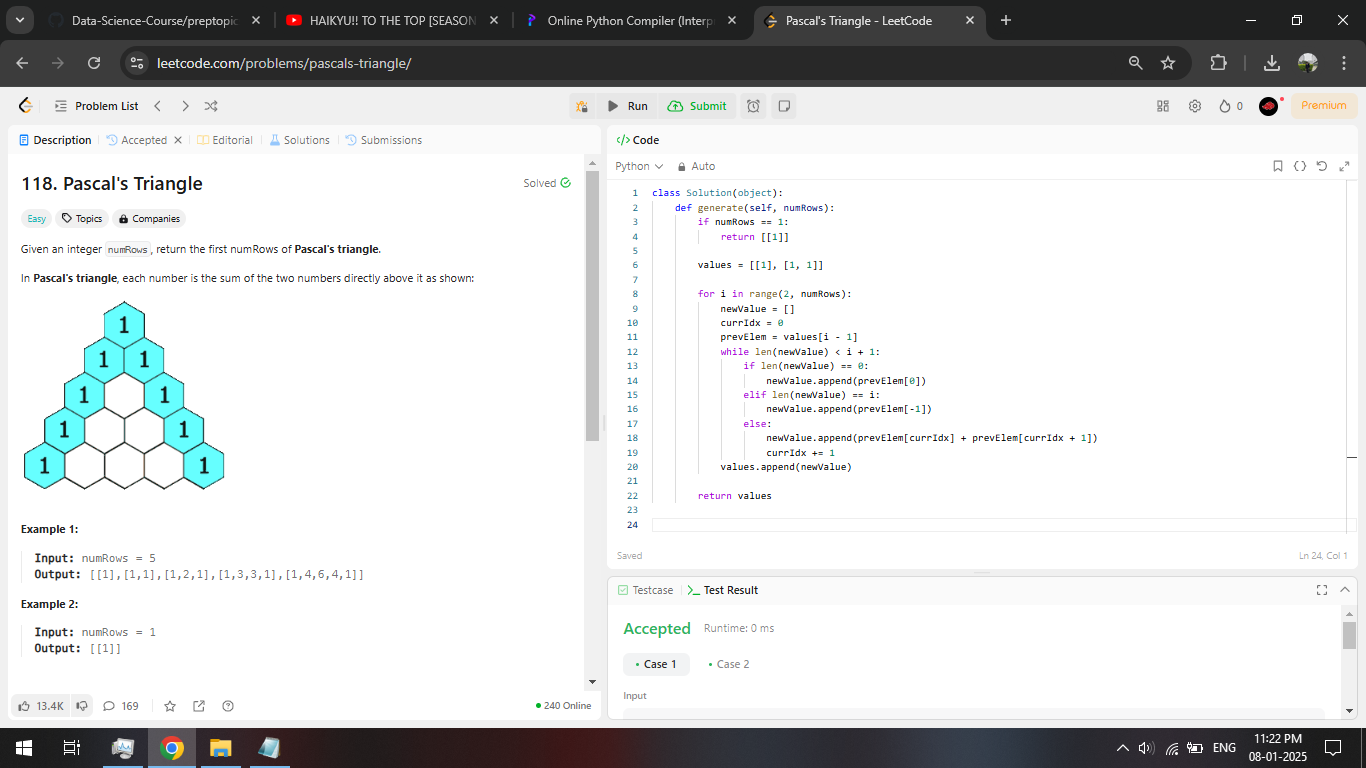 Data-Science-Course/preptopic
HAIKYU!! TO THE TOP [SEASON
Online Python Compiler (Interp
Pascal's Triangle - LeetCode
leetcode.com/problems/pascals-triangle/
Problem List
Run
Submit
0
Premium
Description
Accepted
Editorial
Solutions
Submissions
118. Pascal's Triangle
Solved
Easy
Topics
Companies
Given an integer numRows, return the first numRows of Pascal's triangle.
In Pascal's triangle, each number is the sum of the two numbers directly above it as shown:
1
1 1
1 1
1 1
1 1
Example 1:
Input: numRows = 5
Output: [[1],[1,1],[1,2,1],[1,3,3,1],[1,4,6,4,1]]
Example 2:
Input: numRows = 1
Output: [[1]]
13.4K
169
240 Online
</> Code
Python
Auto
1 class Solution(object):
2 def generate(self, numRows):
3 if numRows == 1:
4 return [[1]]
5
6 values = [[1], [1, 1]]
7
8 for i in range(2, numRows):
9 newValue = []
10 currIdx = 0
11 prevElem = values[i - 1]
12 while len(newValue) < i + 1:
13 if len(newValue) == 0:
14 newValue.append(prevElem[0])
15 elif len(newValue) == i:
16 newValue.append(prevElem[-1])
17 else:
18 newValue.append(prevElem[currIdx] + prevElem[currIdx + 1])
19 currIdx += 1
20 values.append(newValue)
21
22 return values
23
24
Saved
Ln 24, Col 1
Testcase
Test Result
Accepted
Runtime: 0 ms
Case 1
Case 2
Input
ENG
11:22 PM
08-01-2025